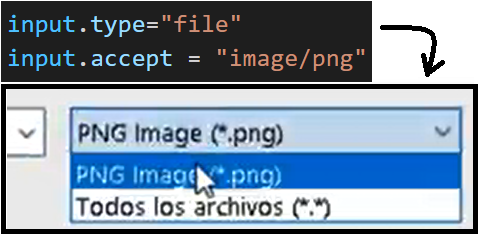 input.type="file"
input.accept = "image/png"
PNG Image (*.png)
PNG Image (*.png)
Todos los archivos (*.*)